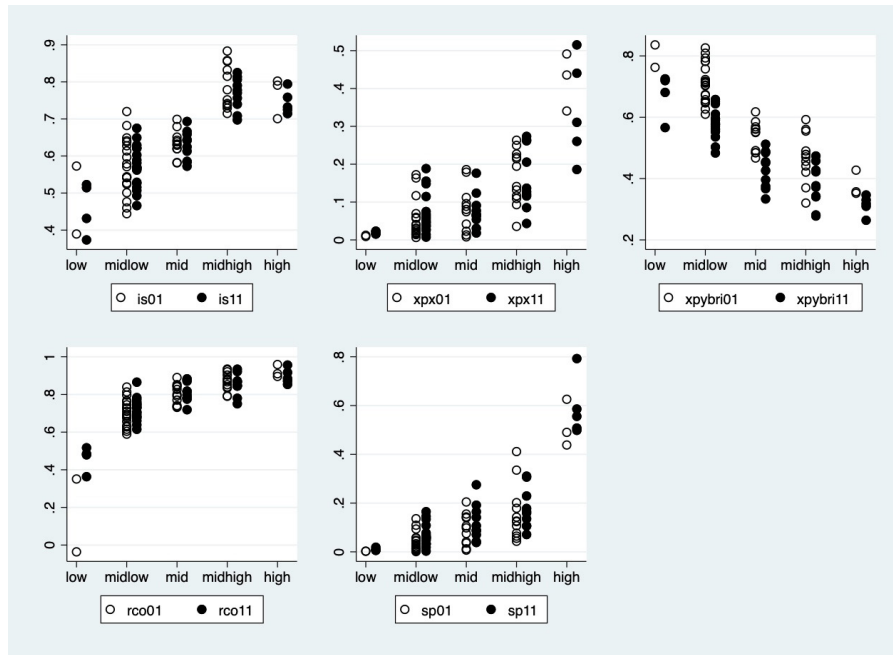 .9
.8
.7
.6
.5
.4
low midlow mid midhigh high
is01 is11
.5
.4
.3
.2
.1
0
low midlow mid midhigh high
xpx01 xpx11
.8
.6
.4
.2
low midlow mid midhigh high
xpybri01 xpybri11
1
.8
.6
.4
.2
0
low midlow mid midhigh high
rco01 rco11
.8
.6
.4
.2
0
low midlow mid midhigh high
sp01 sp11